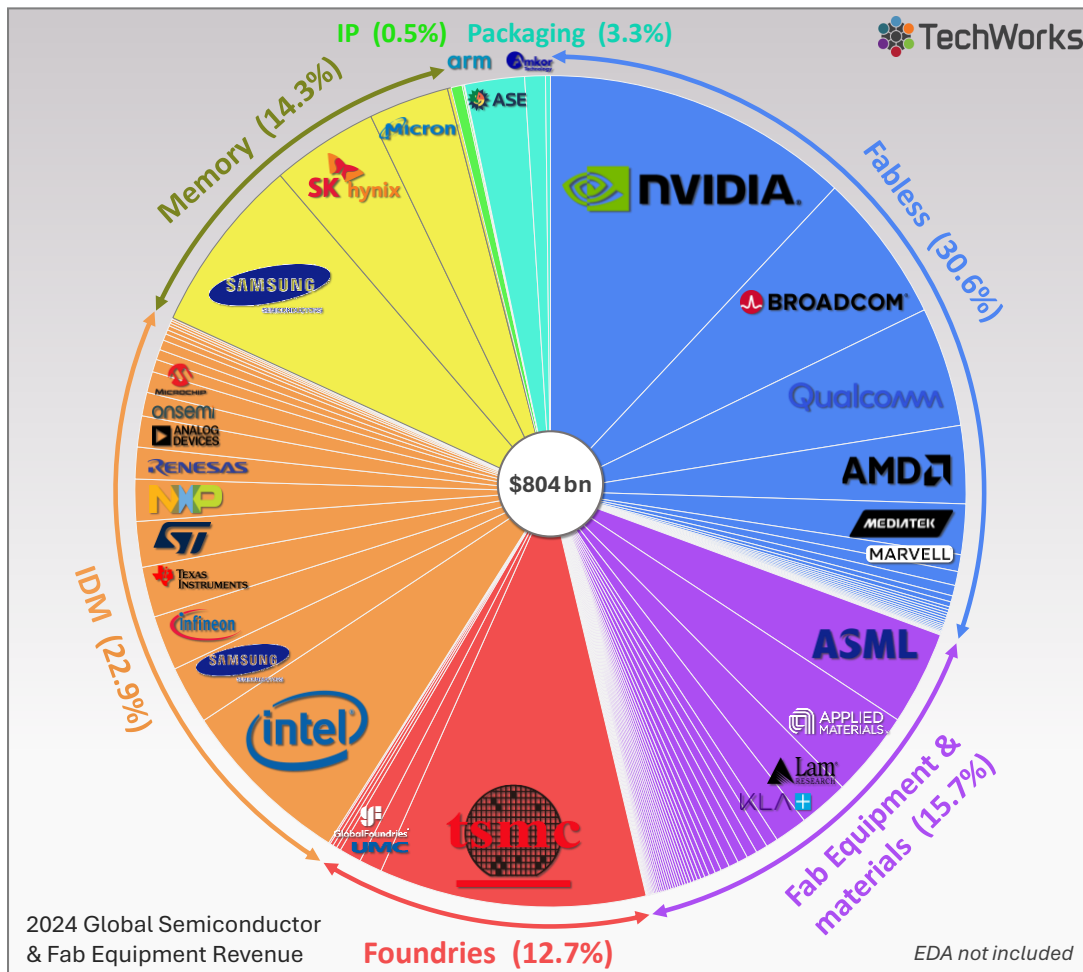 IP (0.5%) Packaging (3.3%)
TechWorks
arm Amkor
Technology
ASE
Memory (14.3%)
Micron
SK hynix
SAMSUNG
Fabless (30.6%)
NVIDIA.
BROADCOM
Qualcomm
AMD
MEDIATEK
MARVELL
$804 bn
MICROCHIP
onsemi
ANALOG
DEVICES
RENESAS
NXP
ST
TEXAS
INSTRUMENTS
infineon
SAMSUNG
intel
IDM (22.9%)
ASML
APPLIED
MATERIALS
Lam
RESEARCH
KLA+
Fab Equipment &
materials (15.7%)
GF
GlobalFoundries
UMC
tsmc
Foundries (12.7%)
2024 Global Semiconductor
& Fab Equipment Revenue
EDA not included